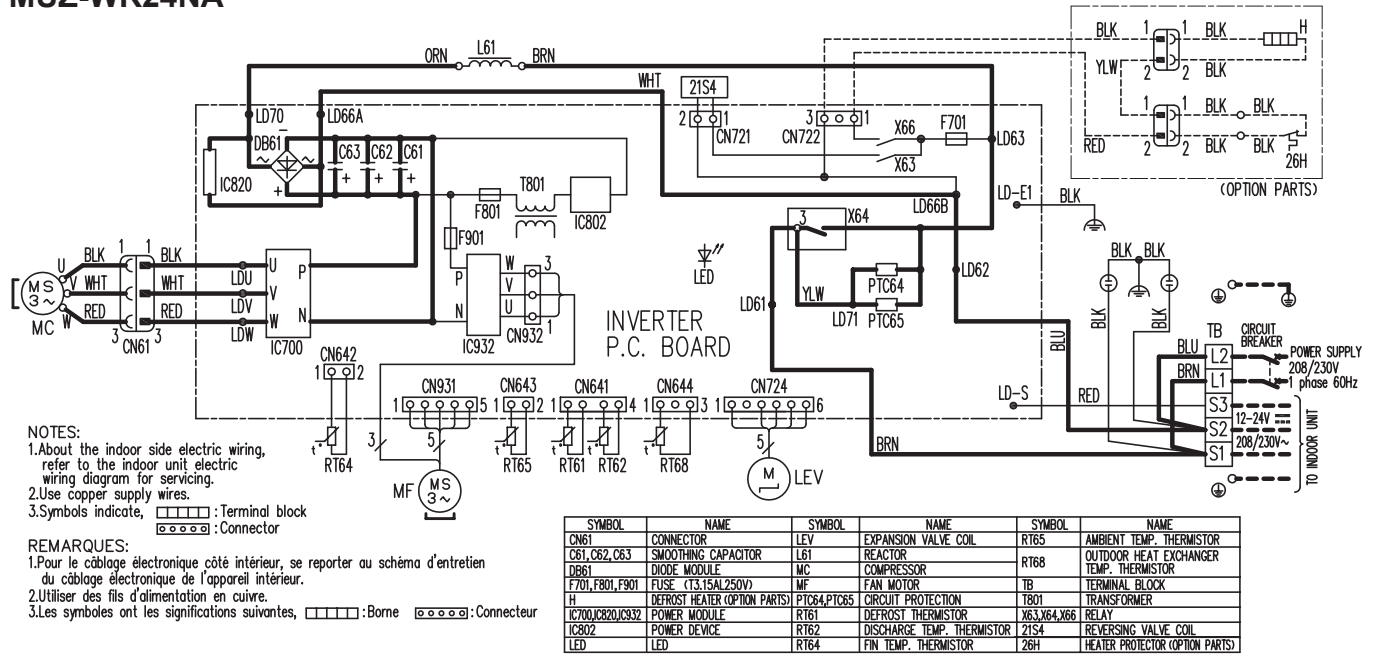 MUZ-WR24NA
ORN L61 BRN
WHT
21S4
2 1
CN721
3 1
CN722
X66
F701
X63
LD63
BLK 1 1 BLK H
YLW
2 2 BLK
1 1 BLK BLK
RED 2 2 BLK BLK
26H
(OPTION PARTS)
LD70 LD66A
DB61 −
~ ~
+
C63 C62 C61
+ + +
IC820
T801
F801
IC802
F901
LD66B
LD-E1 BLK
3 X64
LED
LD62
PTC64
YLW
LD61
LD71 PTC65
BLK BLK
BLK BLK
U BLK 1 1 BLK LDU U P
MS 3~ V WHT WHT LDV V
MC W RED 3 CN61 3 RED LDW W N
IC700
P W 3
V
N U 1
IC932 CN932
INVERTER
P.C. BOARD
BLU
TB
CIRCUIT
BREAKER
BLU L2
BRN L1
POWER SUPPLY
208/230V
1 phase 60Hz
S3
12-24V
S2
208/230V~
S1
TO INDOOR UNIT
LD-S RED
BRN
CN642
1 2
t°
RT64
CN931
1 5
3 5
MF MS 3~
CN643
1 2
t°
RT65
CN641
1 4
t° t°
RT61 RT62
CN644
1 3
t°
RT68
CN724
1 6
5
M LEV
NOTES:
1.About the indoor side electric wiring,
refer to the indoor unit electric
wiring diagram for servicing.
2.Use copper supply wires.
3.Symbols indicate, : Terminal block
: Connector
REMARQUES:
1.Pour le câblage électronique côté intérieur, se reporter au schéma d'entretien
du câblage électronique de l'appareil intérieur.
2.Utiliser des fils d'alimentation en cuivre.
3.Les symboles ont les significations suivantes, :Borne :Connecteur
SYMBOL NAME SYMBOL NAME SYMBOL NAME
CN61 CONNECTOR LEV EXPANSION VALVE COIL RT65 AMBIENT TEMP. THERMISTOR
C61,C62,C63 SMOOTHING CAPACITOR L61 REACTOR RT68 OUTDOOR HEAT EXCHANGER
DB61 DIODE MODULE MC COMPRESSOR TEMP. THERMISTOR
F701,F801,F901 FUSE (T3.15AL250V) MF FAN MOTOR TB TERMINAL BLOCK
H DEFROST HEATER (OPTION PARTS) PTC64,PTC65 CIRCUIT PROTECTION T801 TRANSFORMER
IC700,IC820,IC932 POWER MODULE RT61 DEFROST THERMISTOR X63,X64,X66 RELAY
IC802 POWER DEVICE RT62 DISCHARGE TEMP. THERMISTOR 21S4 REVERSING VALVE COIL
LED LED RT64 FIN TEMP. THERMISTOR 26H HEATER PROTECTOR (OPTION PARTS)